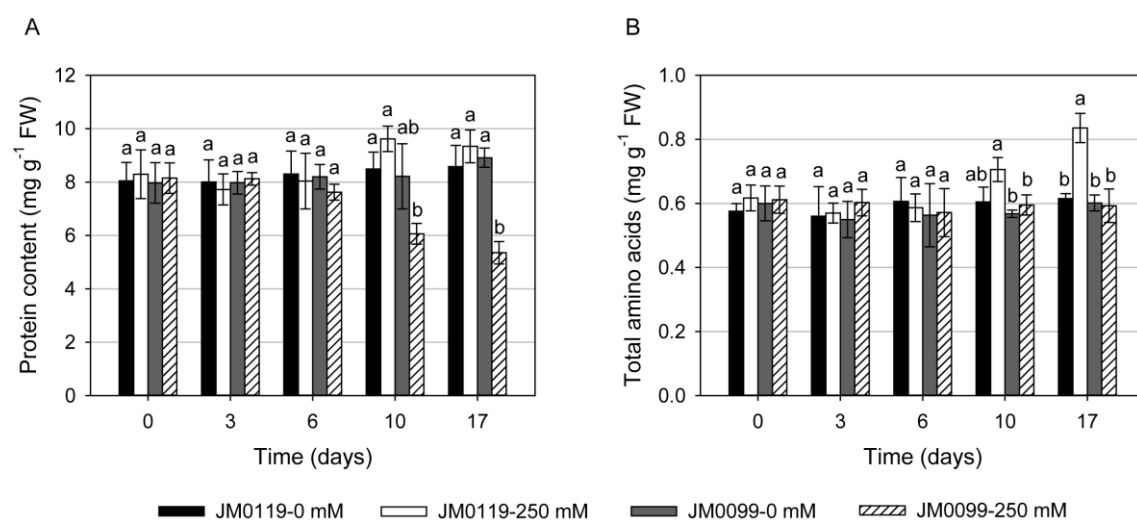 A
Protein content (mg g⁻¹ FW)
12
10
8
6
4
2
0
a a a a
a a a a
a a a a
a a ab b
a a a b
0 3 6 10 17
Time (days)
B
Total amino acids (mg g⁻¹ FW)
1.0
0.8
0.6
0.4
0.2
0.0
a a a a
a a a a
a a a a
ab a b b
b a b b
0 3 6 10 17
Time (days)
JM0119-0 mM JM0119-250 mM JM0099-0 mM JM0099-250 mM